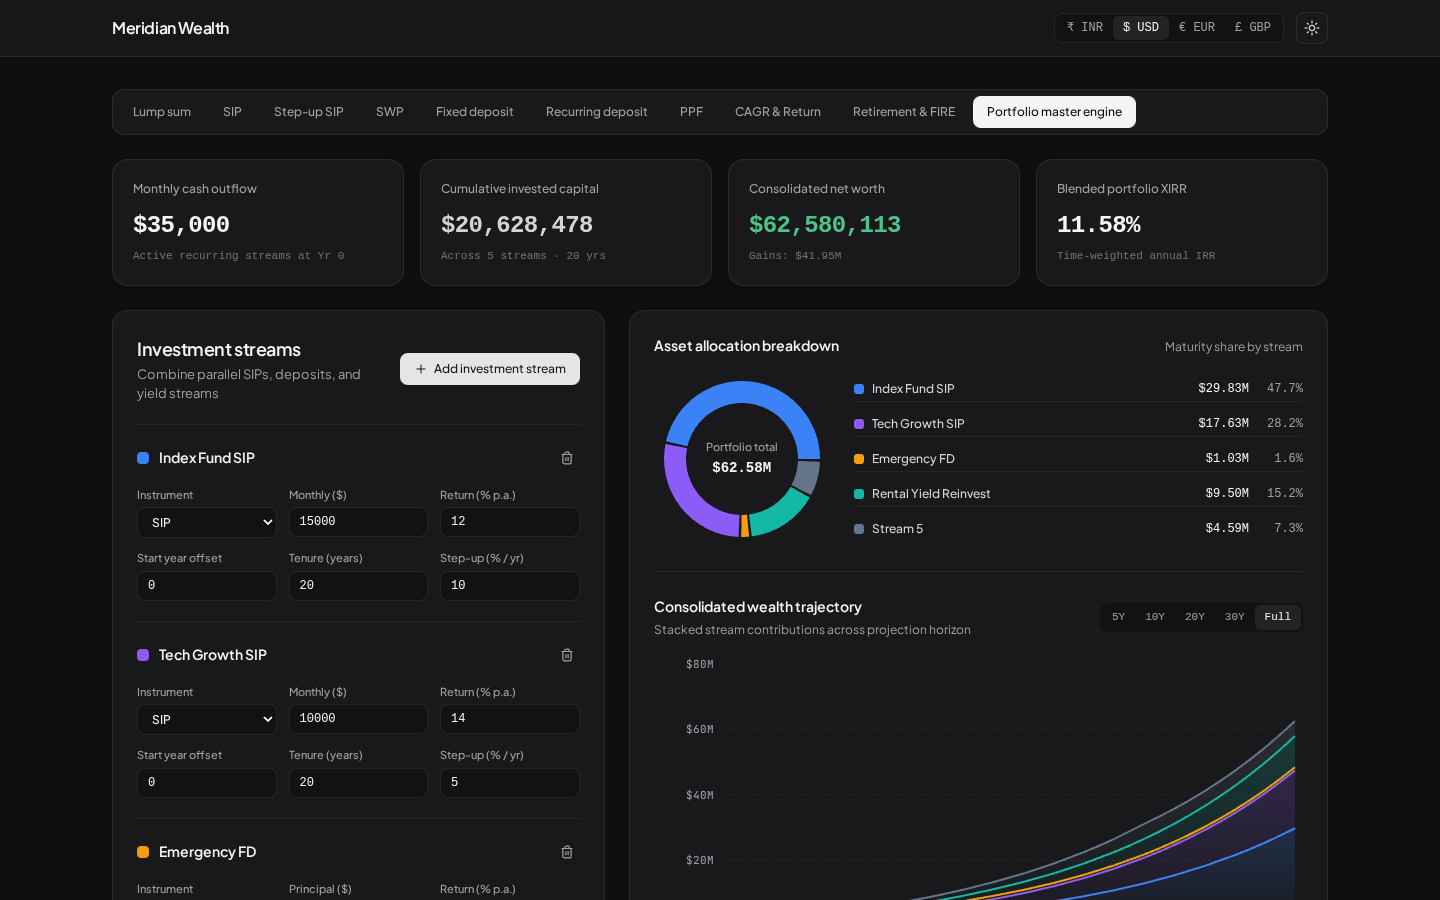 Meridian Wealth
₹ INR $ USD € EUR £ GBP
Lump sum SIP Step-up SIP SWP Fixed deposit Recurring deposit PPF CAGR & Return Retirement & FIRE Portfolio master engine
Monthly cash outflow
$35,000
Active recurring streams at Yr 0
Cumulative invested capital
$20,628,478
Across 5 streams · 20 yrs
Consolidated net worth
$62,580,113
Gains: $41.95M
Blended portfolio XIRR
11.58%
Time-weighted annual IRR
Investment streams
Combine parallel SIPs, deposits, and
yield streams
Add investment stream
Index Fund SIP
Instrument Monthly ($) Return (% p.a.)
SIP 15000 12
Start year offset Tenure (years) Step-up (% / yr)
0 20 10
Tech Growth SIP
Instrument Monthly ($) Return (% p.a.)
SIP 10000 14
Start year offset Tenure (years) Step-up (% / yr)
0 20 5
Emergency FD
Instrument Principal ($) Return (% p.a.)
Asset allocation breakdown
Maturity share by stream
Portfolio total
$62.58M
Index Fund SIP $29.83M 47.7%
Tech Growth SIP $17.63M 28.2%
Emergency FD $1.03M 1.6%
Rental Yield Reinvest $9.50M 15.2%
Stream 5 $4.59M 7.3%
Consolidated wealth trajectory
Stacked stream contributions across projection horizon
5Y 10Y 20Y 30Y Full
$80M
$60M
$40M
$20M